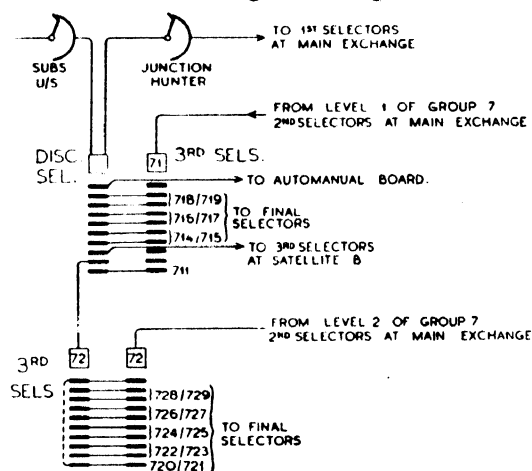 SUBS
U/S
JUNCTION
HUNTER
TO 1ST SELECTORS
AT MAIN EXCHANGE
FROM LEVEL 1 OF GROUP 7
2ND SELECTORS AT MAIN EXCHANGE
DISC.
SEL.
71
3RD SELS.
TO AUTOMANUAL BOARD.
718/719
716/717
714/715
TO FINAL
SELECTORS
TO 3RD SELECTORS
AT SATELLITE B
711
FROM LEVEL 2 OF GROUP 7
2ND SELECTORS AT MAIN EXCHANGE
3RD
SELS
72
72
728/729
726/727
724/725
722/723
720/721
TO FINAL
SELECTORS